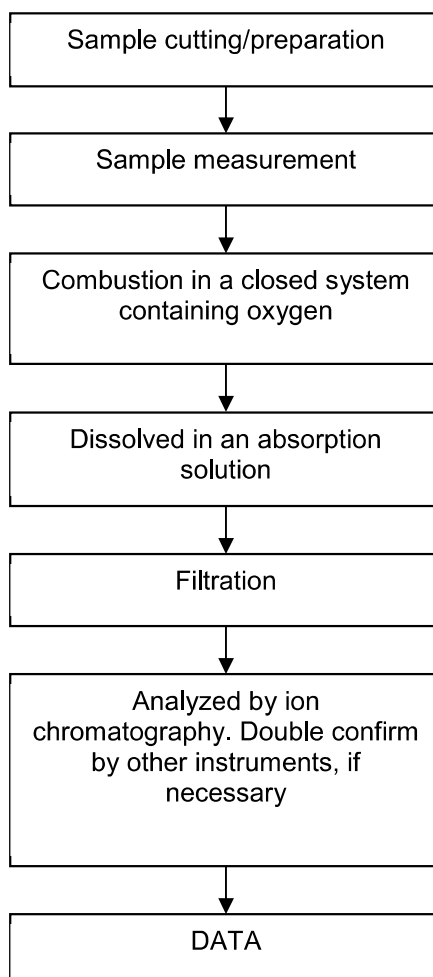 Sample cutting/preparation
Sample measurement
Combustion in a closed system
containing oxygen
Dissolved in an absorption
solution
Filtration
Analyzed by ion
chromatography. Double confirm
by other instruments, if
necessary
DATA